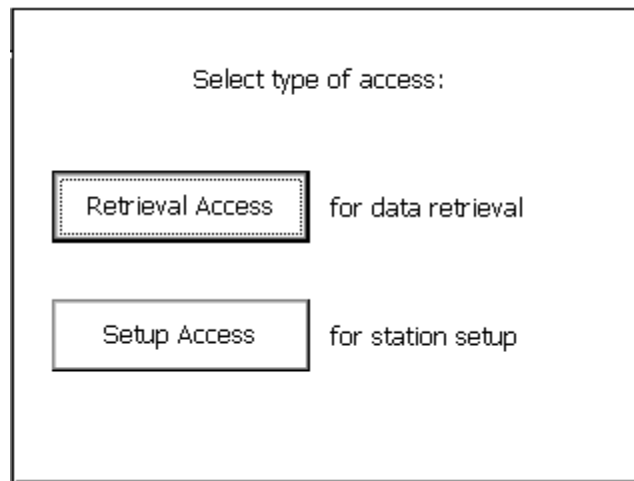 Select type of access:
Retrieval Access for data retrieval
Setup Access for station setup